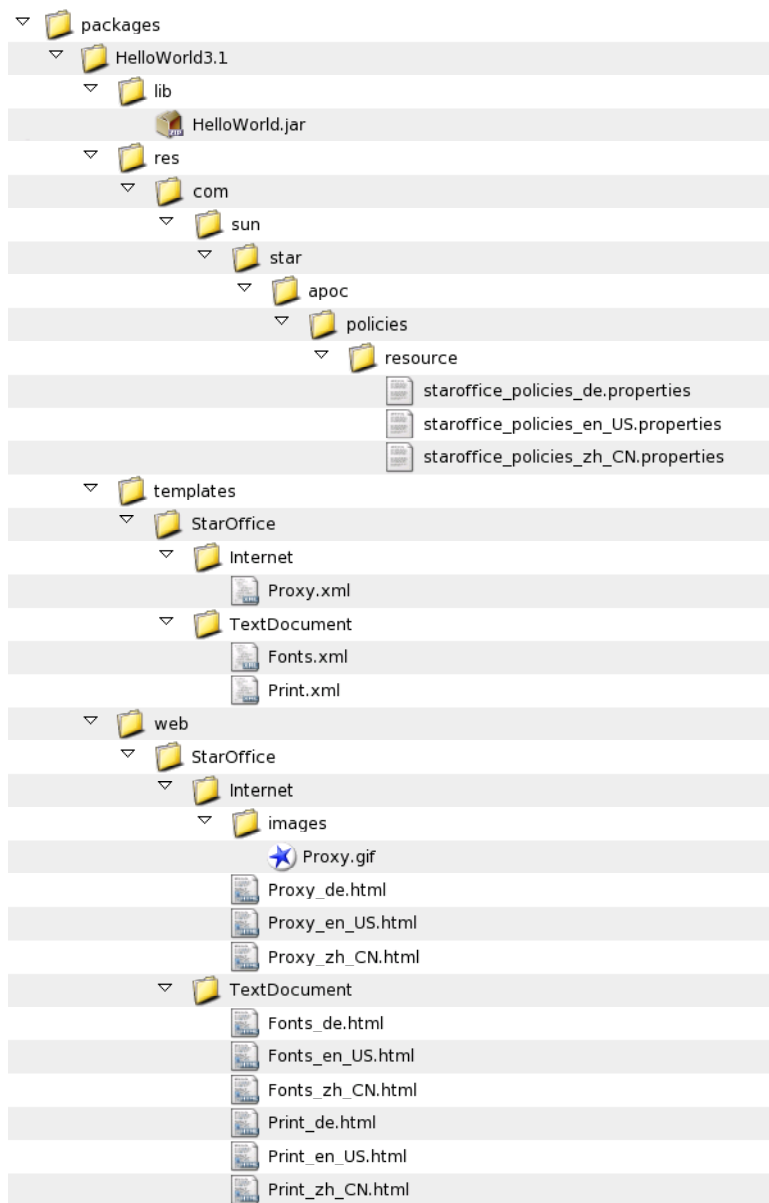 packages
HelloWorld3.1
lib
HelloWorld.jar
res
com
sun
star
apoc
policies
resource
staroffice_policies_de.properties
staroffice_policies_en_US.properties
staroffice_policies_zh_CN.properties
templates
StarOffice
Internet
Proxy.xml
TextDocument
Fonts.xml
Print.xml
web
StarOffice
Internet
images
Proxy.gif
Proxy_de.html
Proxy_en_US.html
Proxy_zh_CN.html
TextDocument
Fonts_de.html
Fonts_en_US.html
Fonts_zh_CN.html
Print_de.html
Print_en_US.html
Print_zh_CN.html